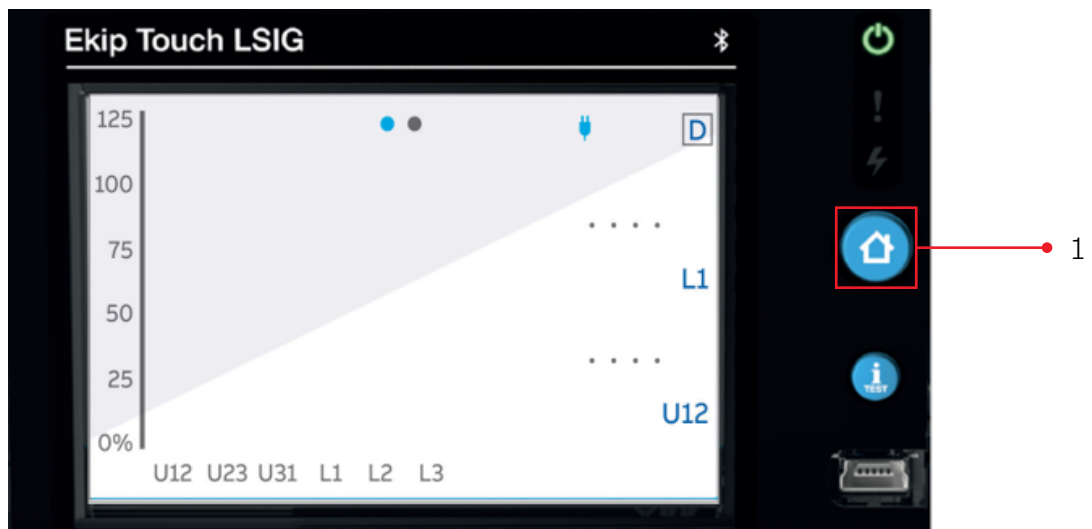 Ekip Touch LSIG
125
D
100
75
1
L1
50
25
i
TEST
U12
0%
U12 U23 U31 L1 L2 L3